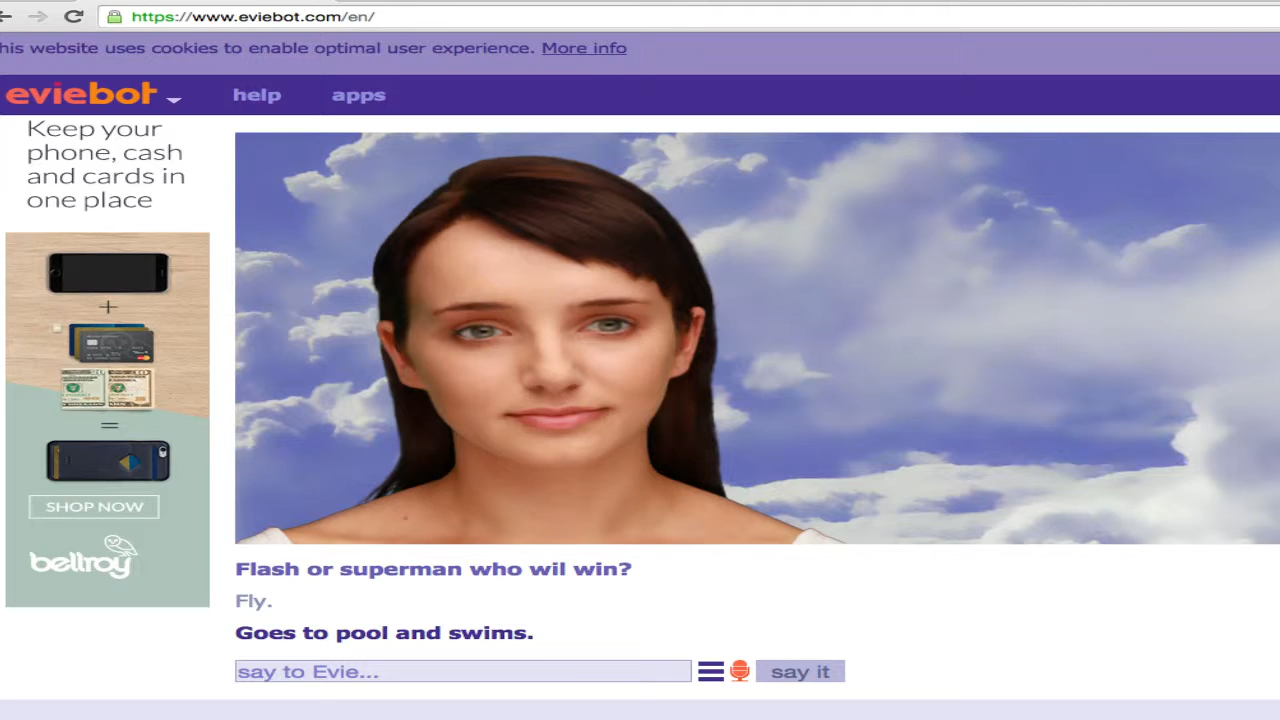 https://www.eviebot.com/en/
his website uses cookies to enable optimal user experience. More info
eviebot
help
apps
Keep your
phone, cash
and cards in
one place
+
=
SHOP NOW
bellroy
Flash or superman who wil win?
Fly.
Goes to pool and swims.
say to Evie...
say it